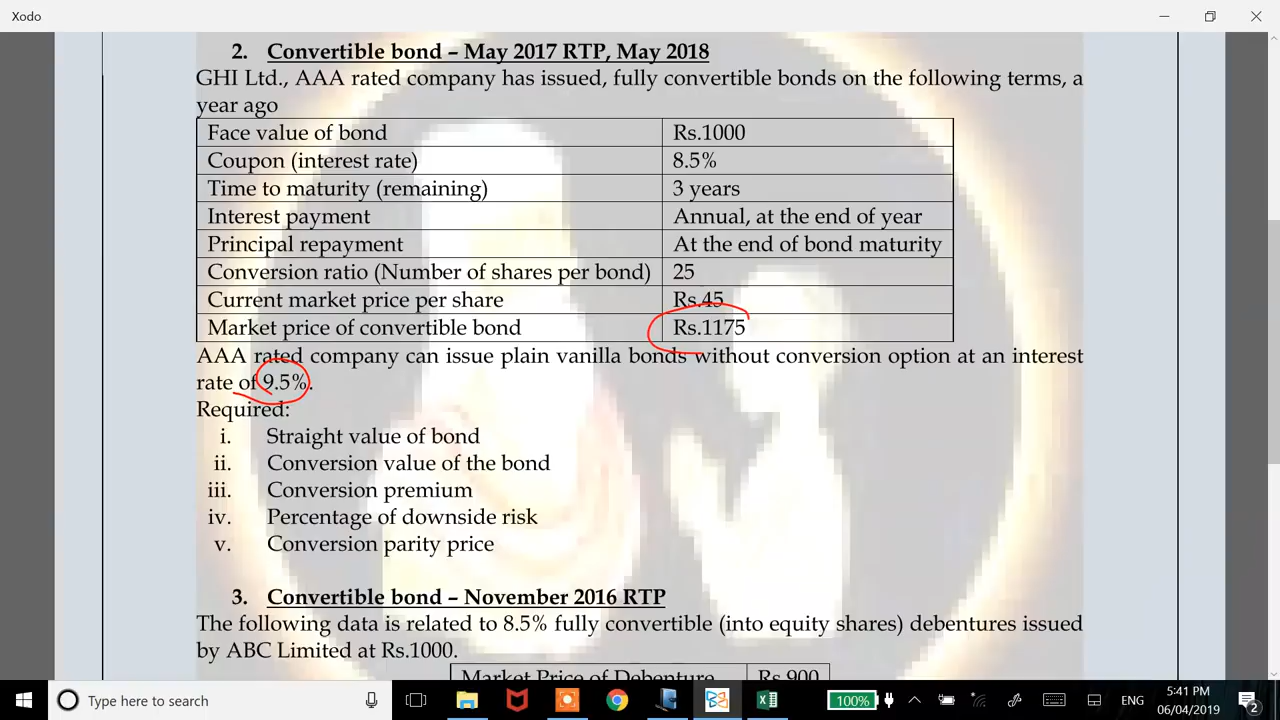 Xodo
2. Convertible bond – May 2017 RTP, May 2018
GHI Ltd., AAA rated company has issued, fully convertible bonds on the following terms, a
year ago
Face value of bond Rs.1000
Coupon (interest rate) 8.5%
Time to maturity (remaining) 3 years
Interest payment Annual, at the end of year
Principal repayment At the end of bond maturity
Conversion ratio (Number of shares per bond) 25
Current market price per share Rs.45
Market price of convertible bond Rs.1175
AAA rated company can issue plain vanilla bonds without conversion option at an interest
rate of 9.5%.
Required:
i. Straight value of bond
ii. Conversion value of the bond
iii. Conversion premium
iv. Percentage of downside risk
v. Conversion parity price
3. Convertible bond – November 2016 RTP
The following data is related to 8.5% fully convertible (into equity shares) debentures issued
by ABC Limited at Rs.1000.
Market Price of Debenture Rs.900
Type here to search
100%
ENG
5:41 PM
06/04/2019
2